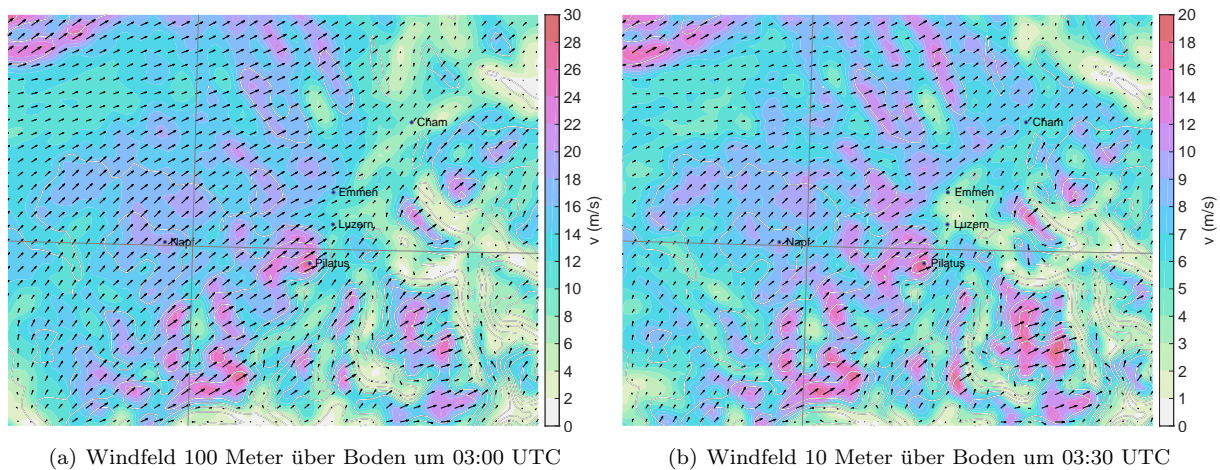 30
28
26
24
22
20
18
16
14
12
10
8
6
4
2
0
v (m/s)
Cham
Emmen
Luzern
Napf
Pilatus
20
19
18
17
16
15
14
13
12
11
10
9
8
7
6
5
4
3
2
1
0
v (m/s)
Cham
Emmen
Luzern
Napf
Pilatus
(a) Windfeld 100 Meter über Boden um 03:00 UTC
(b) Windfeld 10 Meter über Boden um 03:30 UTC